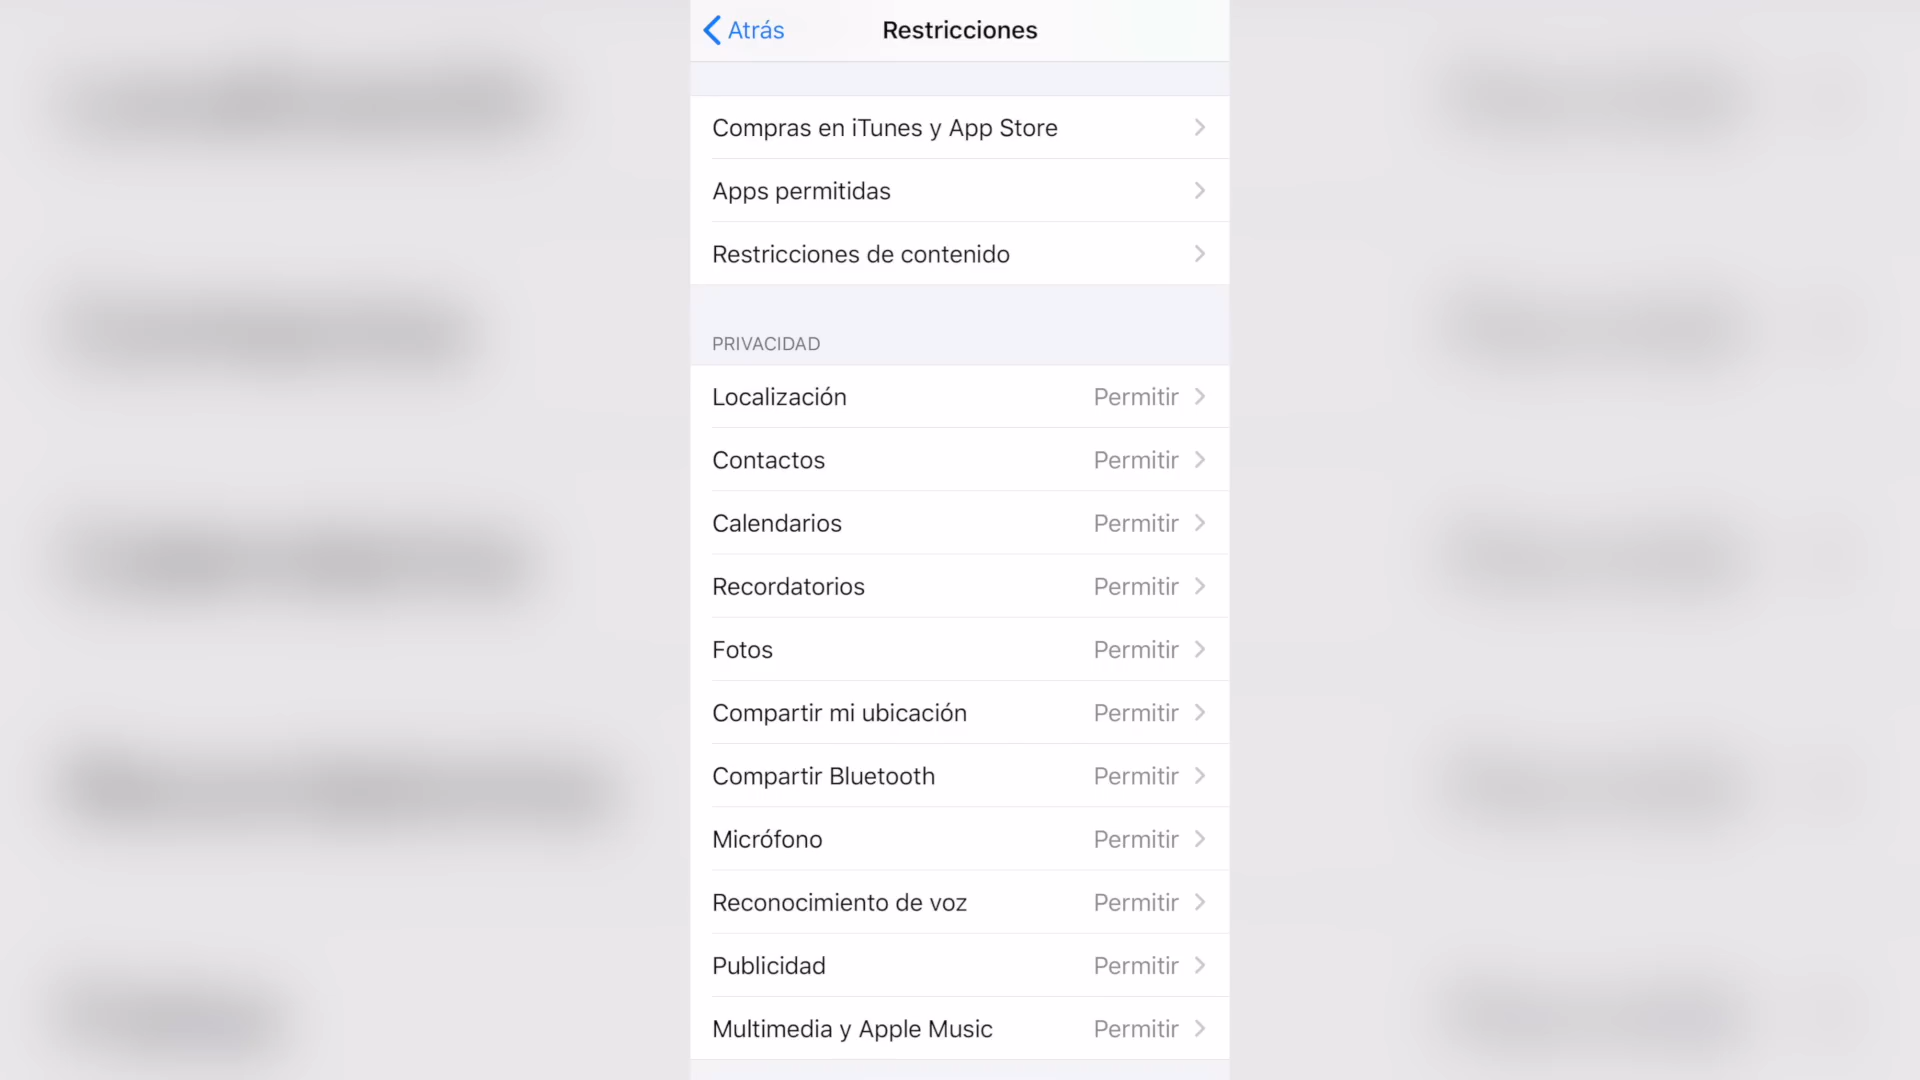 Atrás Restricciones
Compras en iTunes y App Store
Apps permitidas
Restricciones de contenido
PRIVACIDAD
Localización Permitir
Contactos Permitir
Calendarios Permitir
Recordatorios Permitir
Fotos Permitir
Compartir mi ubicación Permitir
Compartir Bluetooth Permitir
Micrófono Permitir
Reconocimiento de voz Permitir
Publicidad Permitir
Multimedia y Apple Music Permitir